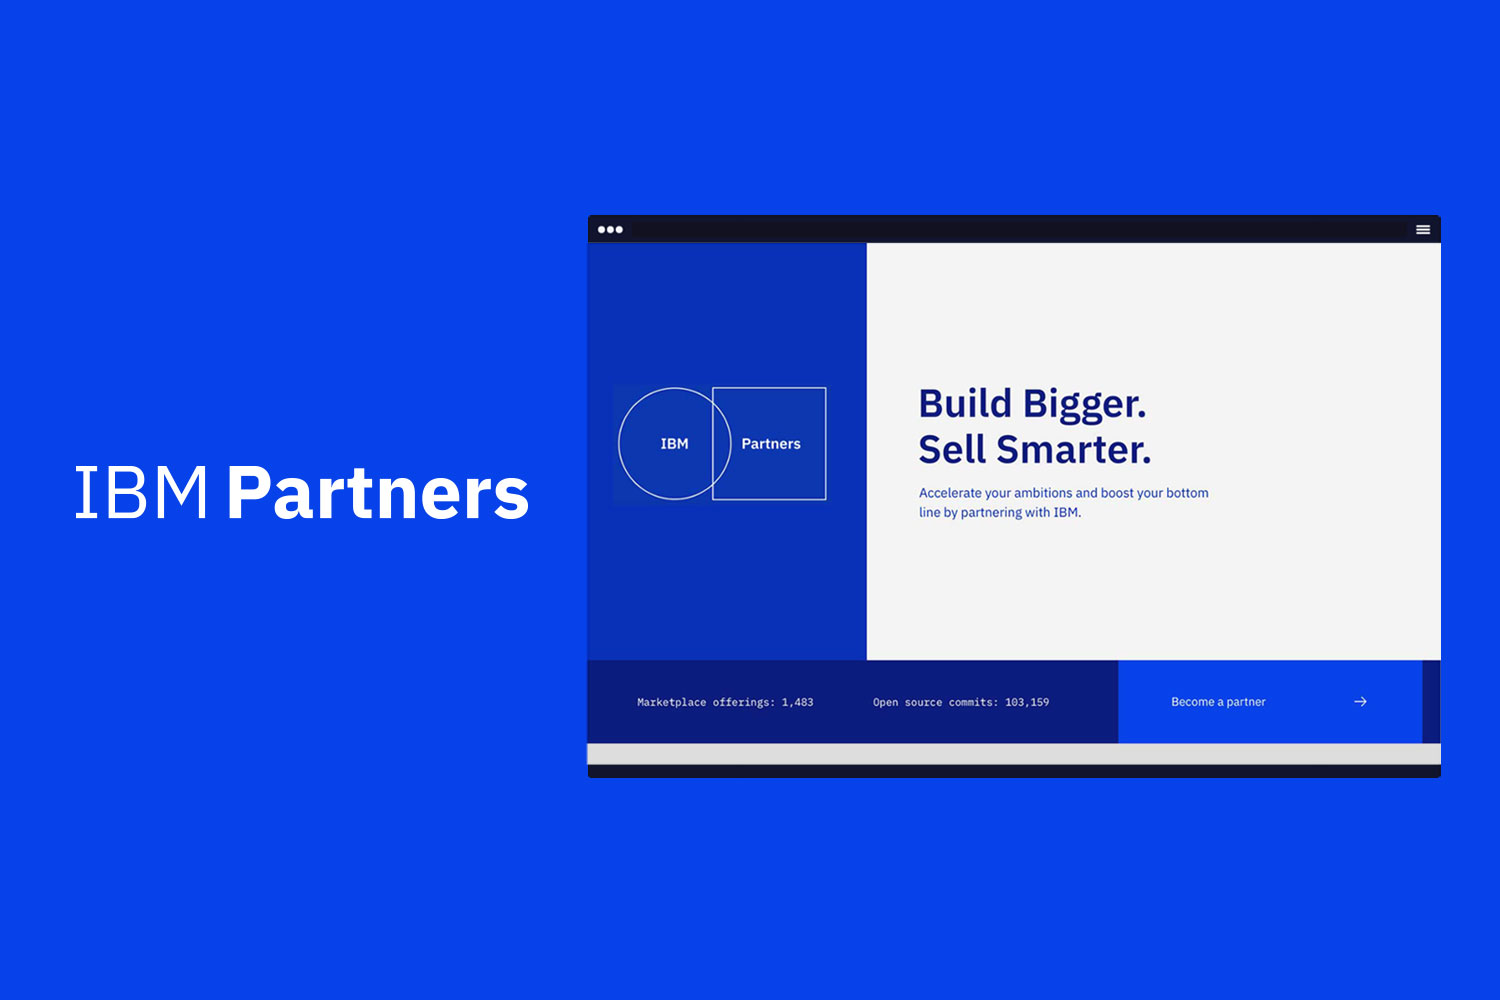 IBM Partners
IBM
Partners
Build Bigger.
Sell Smarter.
Accelerate your ambitions and boost your bottom
line by partnering with IBM.
Marketplace offerings: 1,483
Open source commits: 103,159
Become a partner